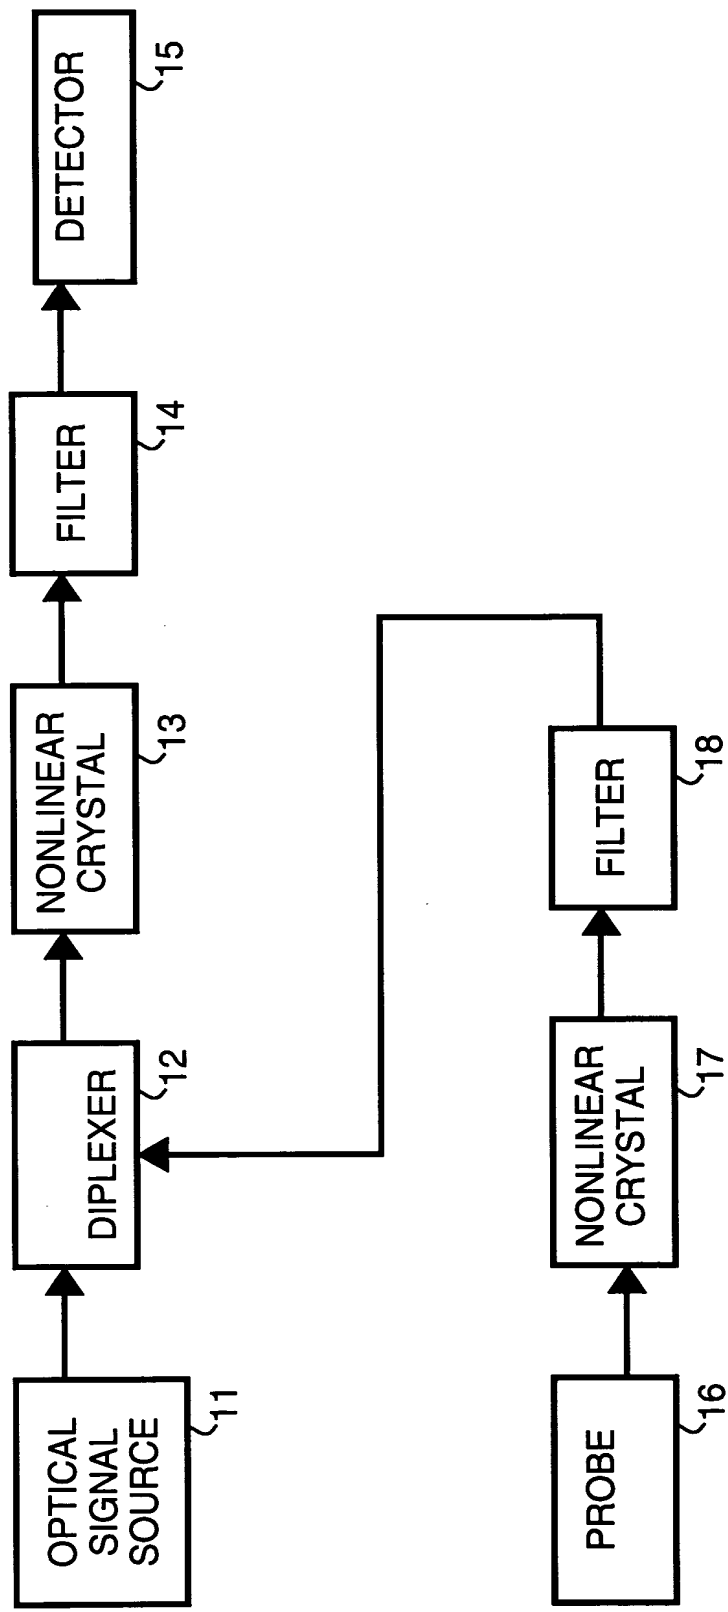 OPTICAL
SIGNAL
SOURCE
11
DIPLEXER
12
NONLINEAR
CRYSTAL
13
FILTER
14
DETECTOR
15
PROBE
16
NONLINEAR
CRYSTAL
17
FILTER
18